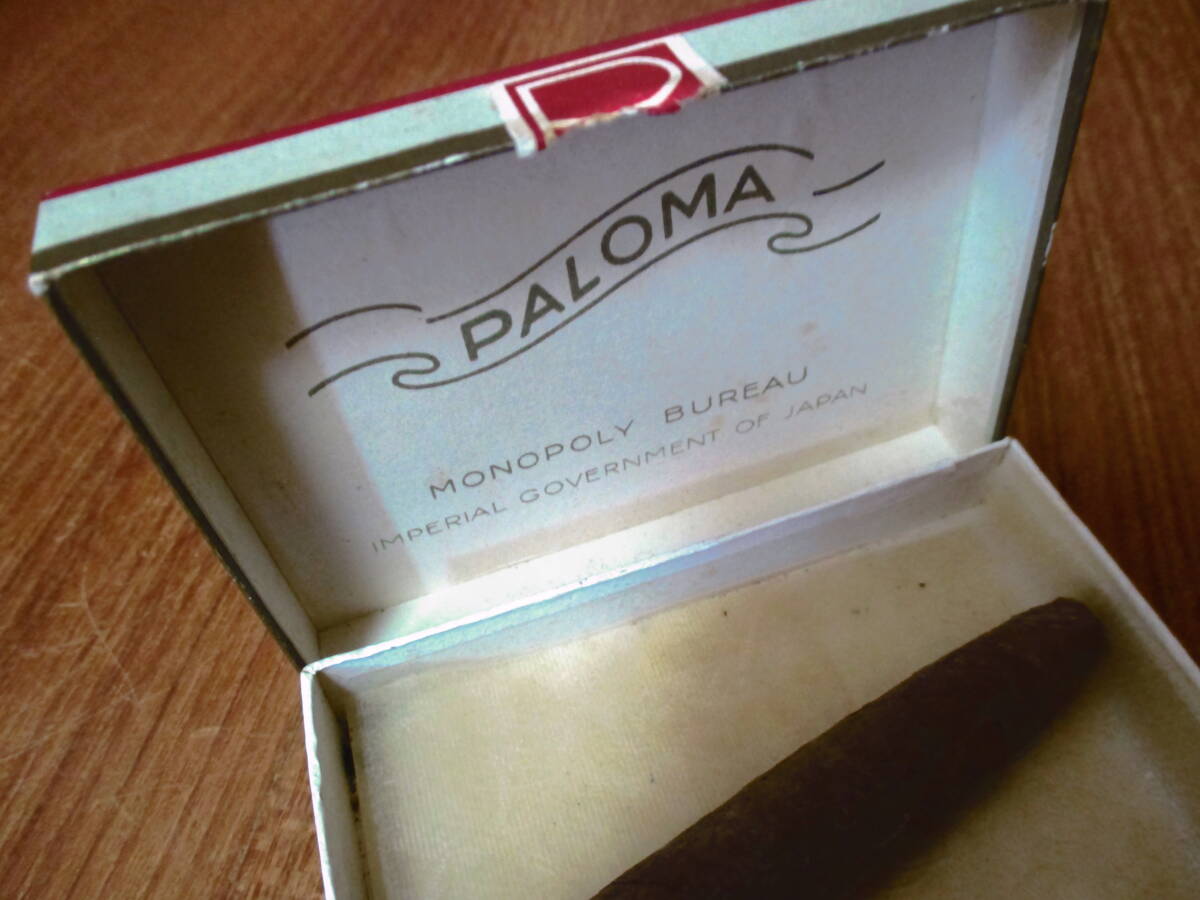 PALOMA
MONOPOLY BUREAU
IMPERIAL GOVERNMENT OF JAPAN